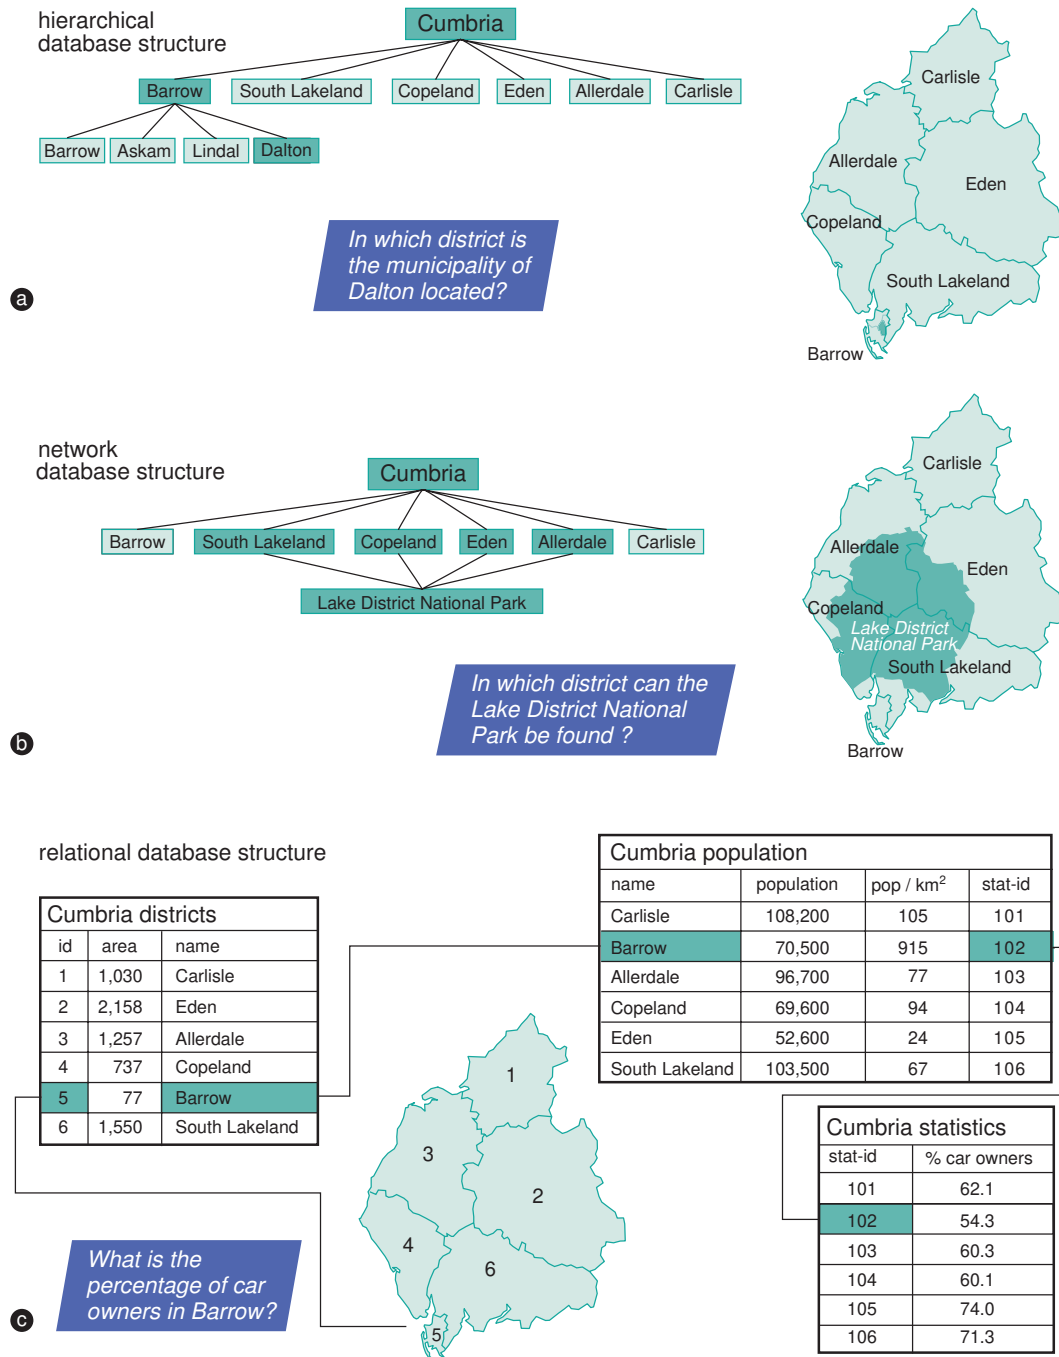 hierarchical
database structure
Cumbria
Barrow South Lakeland Copeland Eden Allerdale Carlisle
Barrow Askam Lindal Dalton
In which district is
the municipality of
Dalton located?
a
Carlisle
Allerdale
Eden
Copeland
South Lakeland
Barrow
network
database structure
Cumbria
Barrow South Lakeland Copeland Eden Allerdale Carlisle
Lake District National Park
In which district can the
Lake District National
Park be found ?
b
Carlisle
Allerdale
Eden
Copeland
Lake District
National Park
South Lakeland
Barrow
relational database structure
Cumbria districts
id area name
1 1,030 Carlisle
2 2,158 Eden
3 1,257 Allerdale
4 737 Copeland
5 77 Barrow
6 1,550 South Lakeland
Cumbria population
name population pop / km² stat-id
Carlisle 108,200 105 101
Barrow 70,500 915 102
Allerdale 96,700 77 103
Copeland 69,600 94 104
Eden 52,600 24 105
South Lakeland 103,500 67 106
1
3
2
4
6
5
Cumbria statistics
stat-id % car owners
101 62.1
102 54.3
103 60.3
104 60.1
105 74.0
106 71.3
What is the
percentage of car
owners in Barrow?
c